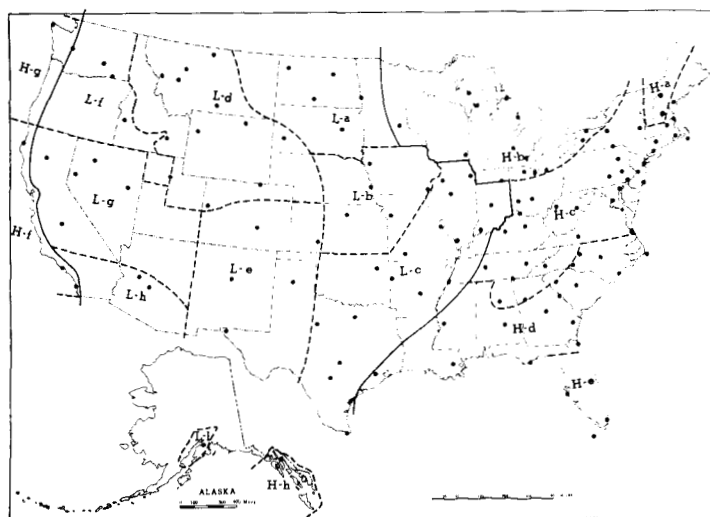 H-g
L-f
L-d
L-a
H-b
H-a
L-g
L-b
H-c
H-f
L-e
L-c
L-h
H-d
H-
H-h
ALASKA